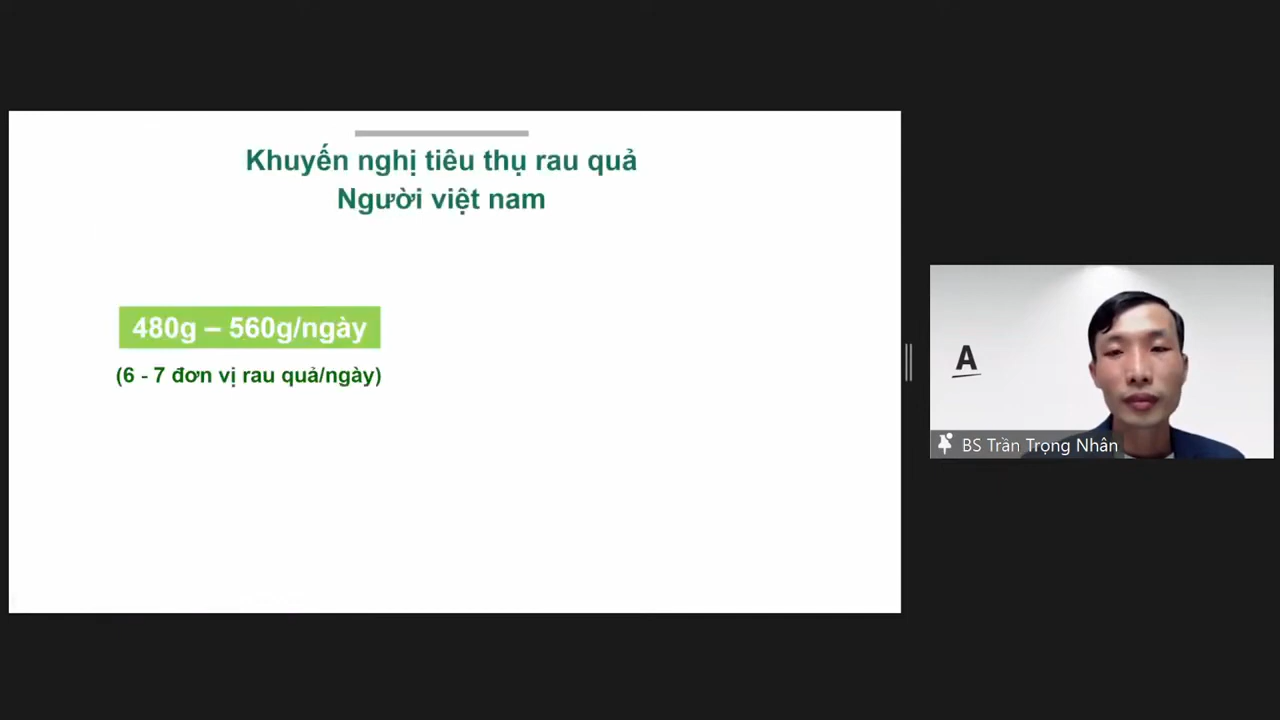 Khuyến nghị tiêu thụ rau quả
Người việt nam
480g – 560g/ngày
(6 - 7 đơn vị rau quả/ngày)
A
BS Trần Trọng Nhân